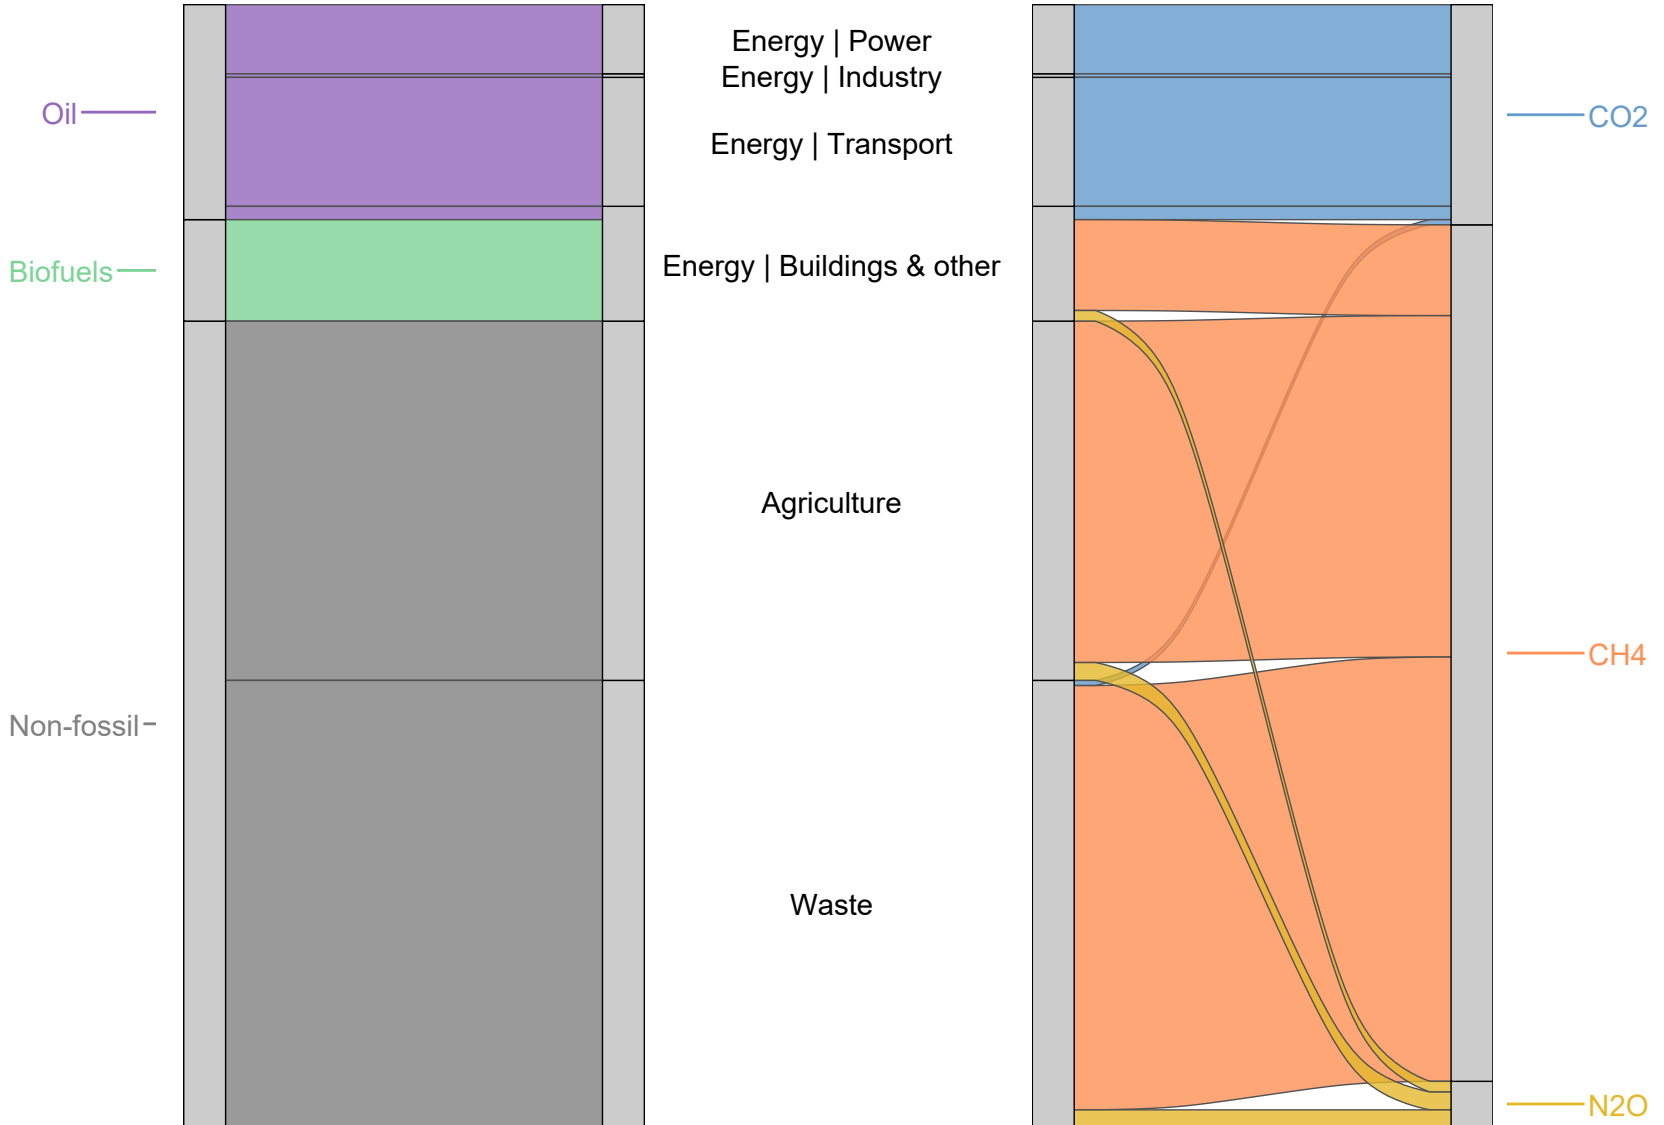 Energy | Power
Energy | Industry
Oil
CO2
Energy | Transport
Energy | Buildings & other
Biofuels
Agriculture
CH4
Non-fossil
Waste
N2O